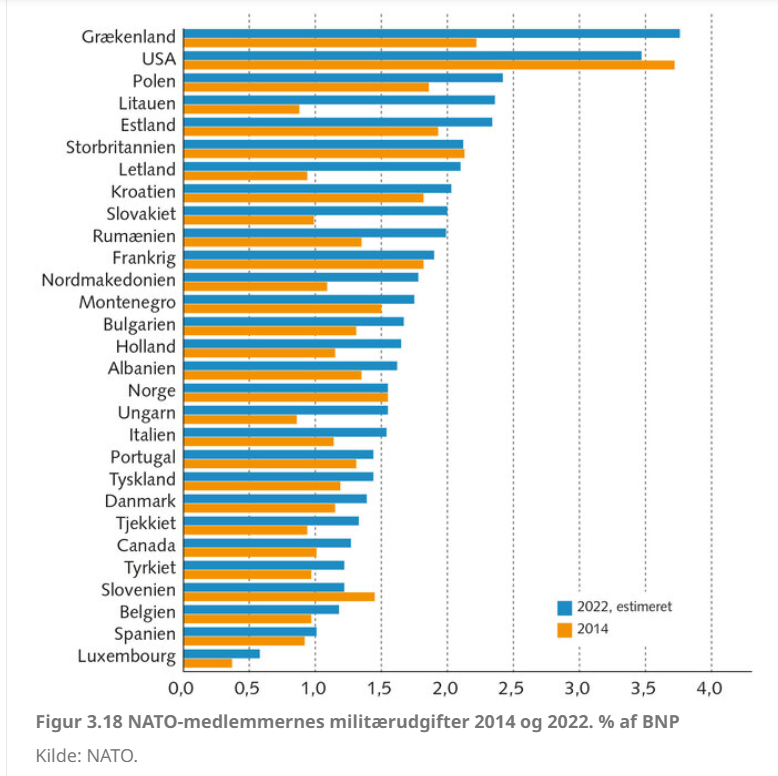 Grækenland
USA
Polen
Litauen
Estland
Storbritannien
Letland
Kroatien
Slovakiet
Rumænien
Frankrig
Nordmakedonien
Montenegro
Bulgarien
Holland
Albanien
Norge
Ungarn
Italien
Portugal
Tyskland
Danmark
Tjekkiet
Canada
Tyrkiet
Slovenien
Belgien
Spanien
Luxembourg
2022, estimeret
2014
0,0 0,5 1,0 1,5 2,0 2,5 3,0 3,5 4,0
Figur 3.18 NATO-medlemmernes militærudgifter 2014 og 2022. % af BNP
Kilde: NATO.